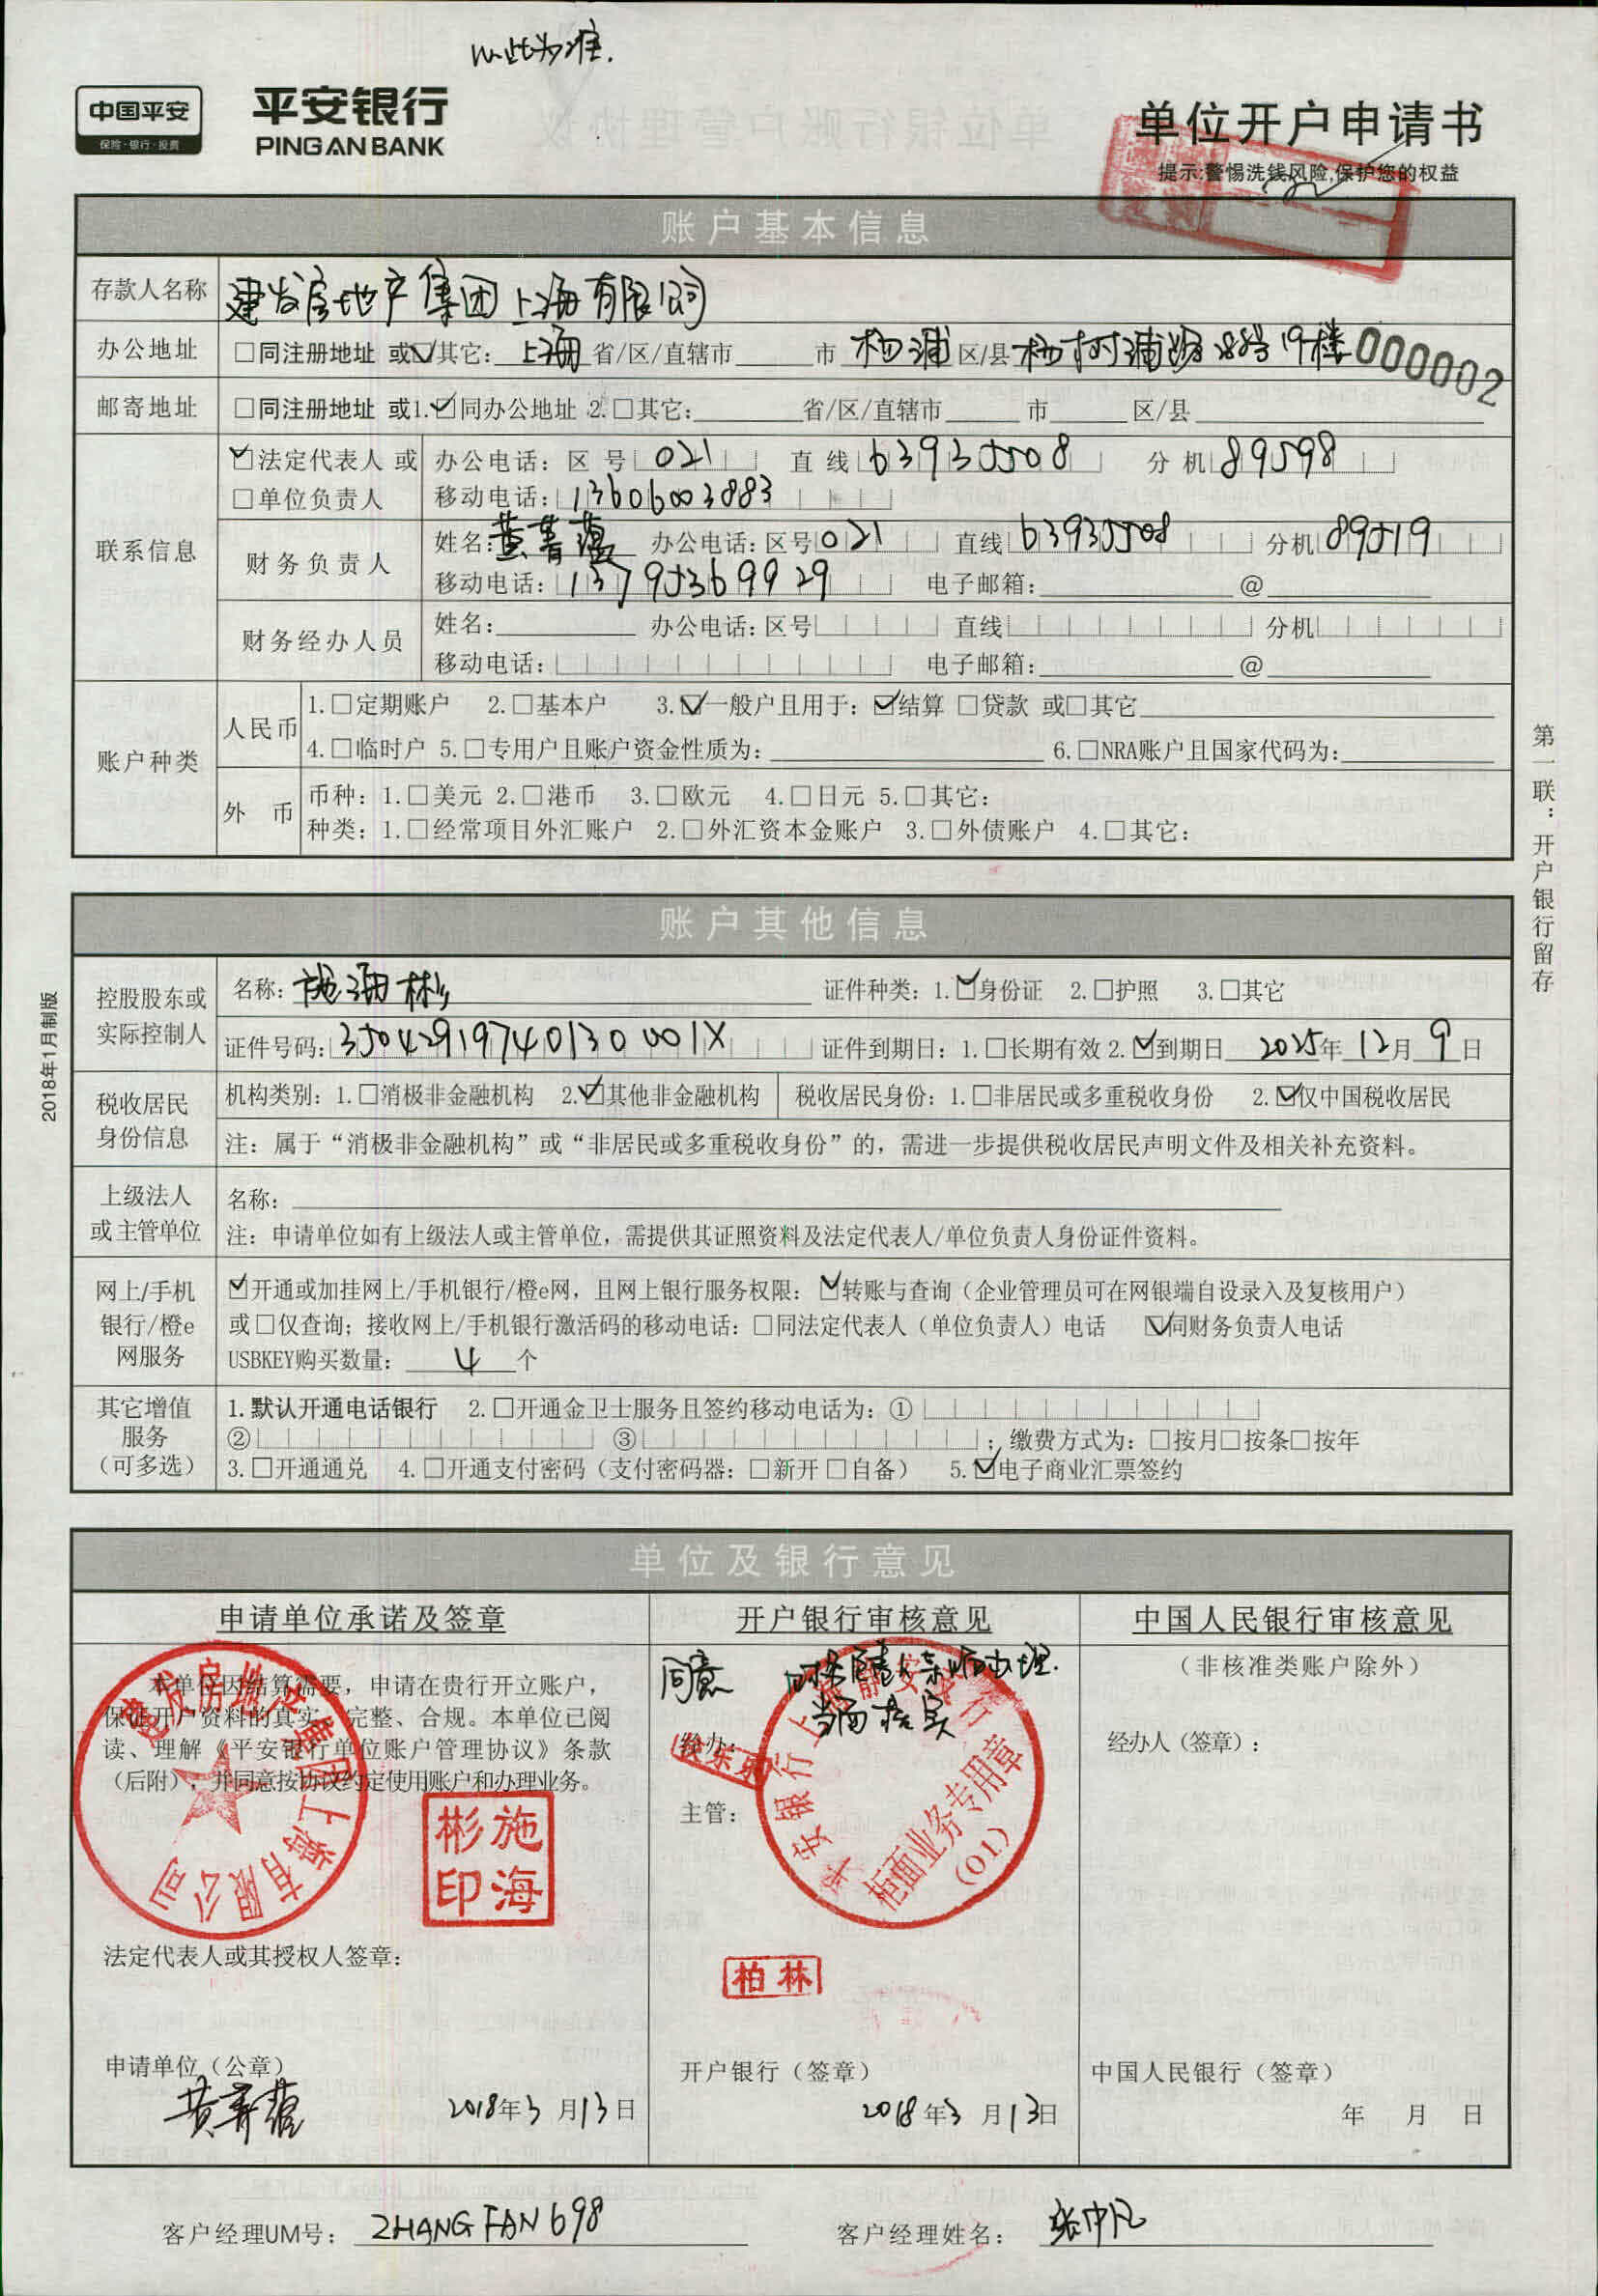 以此为准.
中国平安
保险·银行·投资
平安银行
PING AN BANK
单位开户申请书
提示:警惕洗钱风险,保护您的权益
账户基本信息
存款人名称 建发房地产集团上海有限公司
办公地址 □同注册地址 或☑其它: 上海 省/区/直辖市 市 杨浦 区/县 杨树浦路288号19楼
000002
邮寄地址 □同注册地址 或1.☑同办公地址 2.□其它: 省/区/直辖市 市 区/县
联系信息
☑法定代表人 或 □单位负责人
办公电话: 区号 021 直线 63935508 分机 89598
移动电话: 13606003883
财务负责人
姓名: 黄菁蕴 办公电话: 区号 021 直线 63935508 分机 89519
移动电话: 13795369929 电子邮箱: @
财务经办人员
姓名: 办公电话: 区号 直线 分机
移动电话: 电子邮箱: @
账户种类
人民币
1.□定期账户 2.□基本户 3.☑一般户且用于: ☑结算 □贷款 或□其它
4.□临时户 5.□专用户且账户资金性质为: 6.□NRA账户且国家代码为:
外币
币种: 1.□美元 2.□港币 3.□欧元 4.□日元 5.□其它:
种类: 1.□经常项目外汇账户 2.□外汇资本金账户 3.□外债账户 4.□其它:
第一联:开户银行留存
2018年1月制版
账户其他信息
控股股东或实际控制人
名称: 施海彬 证件种类: 1.☑身份证 2.□护照 3.□其它
证件号码: 35042919740130001X 证件到期日: 1.□长期有效 2.☑到期日 2025年12月9日
税收居民身份信息
机构类别: 1.□消极非金融机构 2.☑其他非金融机构 税收居民身份: 1.□非居民或多重税收身份 2.☑仅中国税收居民
注: 属于“消极非金融机构”或“非居民或多重税收身份”的,需进一步提供税收居民声明文件及相关补充资料。
上级法人或主管单位
名称:
注: 申请单位如有上级法人或主管单位,需提供其证照资料及法定代表人/单位负责人身份证件资料。
网上/手机银行/橙e网服务
☑开通或加挂网上/手机银行/橙e网,且网上银行服务权限: ☑转账与查询(企业管理员可在网银端自设录入及复核用户)
或□仅查询; 接收网上/手机银行激活码的移动电话: □同法定代表人(单位负责人)电话 ☑同财务负责人电话
USBKEY购买数量: 4 个
其它增值服务(可多选)
1.默认开通电话银行 2.□开通金卫士服务且签约移动电话为: ①
② ③ ; 缴费方式为: □按月□按条□按年
3.□开通通兑 4.□开通支付密码(支付密码器: □新开 □自备) 5.☑电子商业汇票签约
单位及银行意见
申请单位承诺及签章
本单位因结算需要,申请在贵行开立账户,
保证开户资料的真实、完整、合规。本单位已阅
读、理解《平安银行单位账户管理协议》条款
(后附),并同意按协议约定使用账户和办理业务。
建发房地产集团上海有限公司
施海彬印
法定代表人或其授权人签章:
申请单位(公章)
黄菁蕴
2018年3月13日
开户银行审核意见
同意
当面核实
经办:
主管:
柜面业务专用章
(01)
柏林
开户银行(签章)
2018年3月13日
中国人民银行审核意见
(非核准类账户除外)
经办人(签章):
中国人民银行(签章)
年 月 日
客户经理UM号: ZHANGFAN698
客户经理姓名: